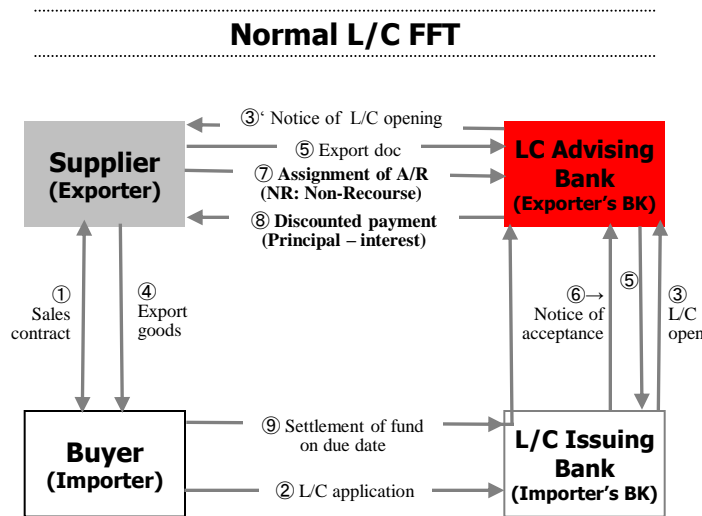 Normal L/C FFT
③‘ Notice of L/C opening
Supplier
(Exporter)
⑤ Export doc
⑦ Assignment of A/R
(NR: Non-Recourse)
⑧ Discounted payment
(Principal – interest)
LC Advising
Bank
(Exporter’s BK)
①
Sales
contract
④
Export
goods
⑥→
Notice of
acceptance
⑤
③
L/C
open
Buyer
(Importer)
⑨ Settlement of fund
on due date
② L/C application
L/C Issuing
Bank
(Importer’s BK)